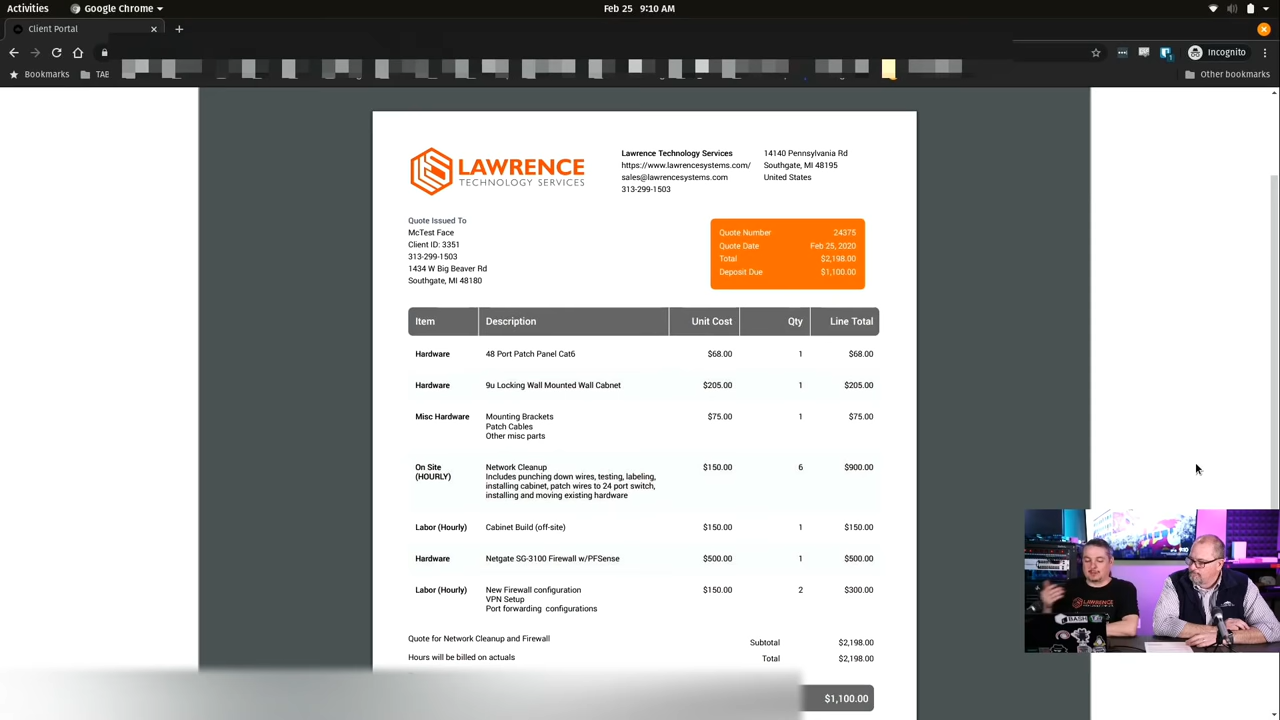 Activities
Google Chrome
Feb 25 9:10 AM
Client Portal
Incognito
Bookmarks
TAB
Other bookmarks
LAWRENCE
TECHNOLOGY SERVICES
Lawrence Technology Services
https://www.lawrencesystems.com/
sales@lawrencesystems.com
313-299-1503
14140 Pennsylvania Rd
Southgate, MI 48195
United States
Quote Issued To
McTest Face
Client ID: 3351
313-299-1503
1434 W Big Beaver Rd
Southgate, MI 48180
Quote Number 24375
Quote Date Feb 25, 2020
Total $2,198.00
Deposit Due $1,100.00
Item Description Unit Cost Qty Line Total
Hardware 48 Port Patch Panel Cat6 $68.00 1 $68.00
Hardware 9u Locking Wall Mounted Wall Cabnet $205.00 1 $205.00
Misc Hardware Mounting Brackets $75.00 1 $75.00
Patch Cables
Other misc parts
On Site Network Cleanup $150.00 6 $900.00
(HOURLY) Includes punching down wires, testing, labeling,
installing cabinet, patch wires to 24 port switch,
installing and moving existing hardware
Labor (Hourly) Cabinet Build (off-site) $150.00 1 $150.00
Hardware Netgate SG-3100 Firewall w/PFSense $500.00 1 $500.00
Labor (Hourly) New Firewall configuration $150.00 2 $300.00
VPN Setup
Port forwarding configurations
Quote for Network Cleanup and Firewall
Subtotal $2,198.00
Hours will be billed on actuals
Total $2,198.00
$1,100.00
LAWRENCE
BASH